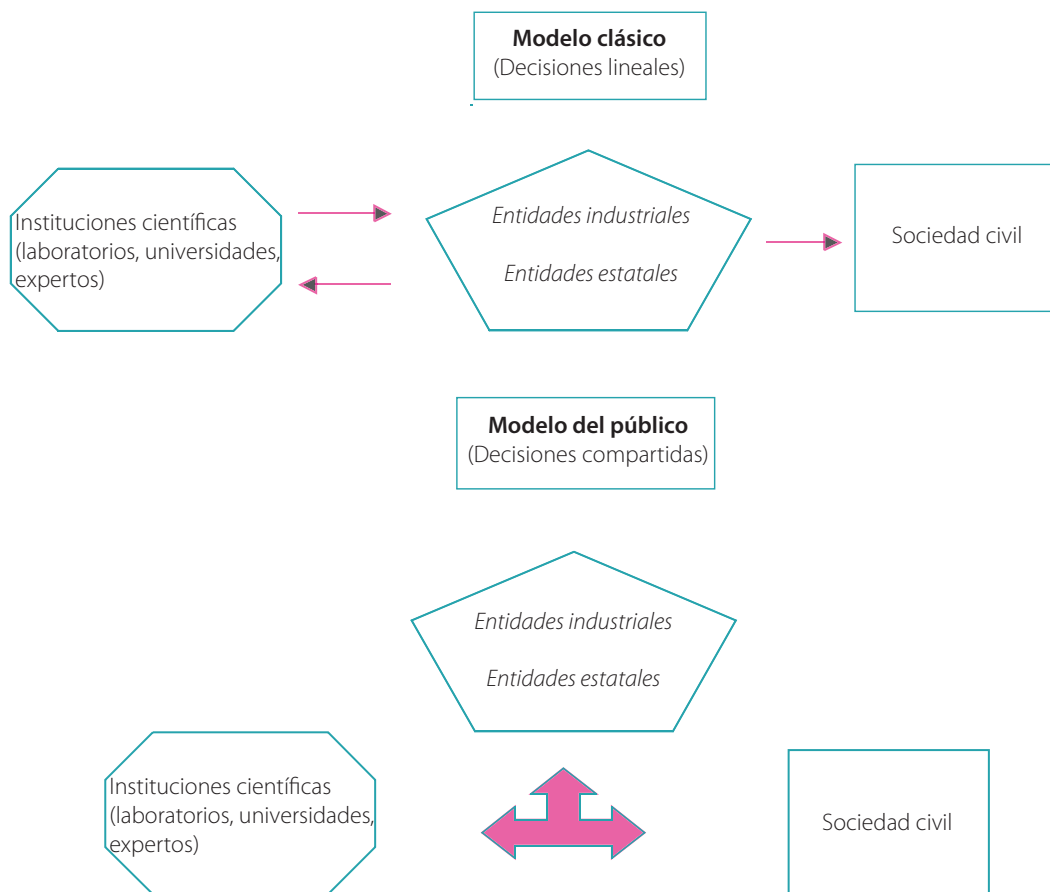 Modelo clásico
(Decisiones lineales)
Instituciones científicas
(laboratorios, universidades,
expertos)
Entidades industriales
Entidades estatales
Sociedad civil
Modelo del público
(Decisiones compartidas)
Entidades industriales
Entidades estatales
Instituciones científicas
(laboratorios, universidades,
expertos)
Sociedad civil